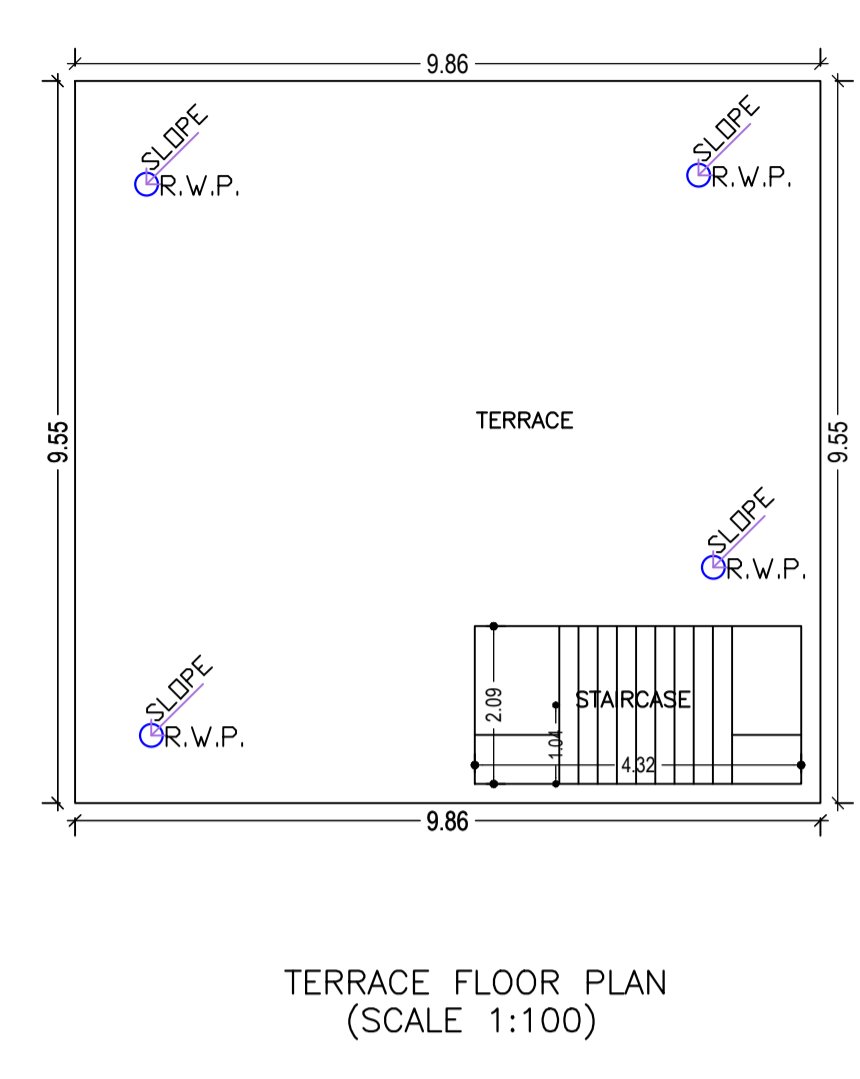 9.86
SLOPE
R.W.P.
SLOPE
R.W.P.
TERRACE
9.55
9.55
SLOPE
R.W.P.
SLOPE
R.W.P.
STAIRCASE
2.09
1.04
4.32
9.86
TERRACE FLOOR PLAN
(SCALE 1:100)